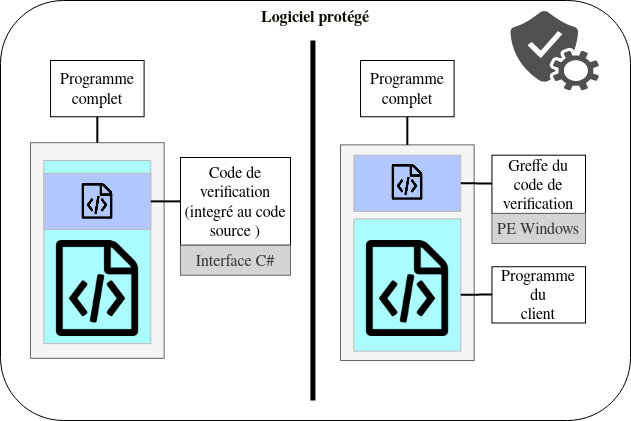 Logiciel protégé
Programme
complet
Code de
verification
(integré au code
source )
Interface C#
Programme
complet
Greffe du
code de
verification
PE Windows
Programme
du
client